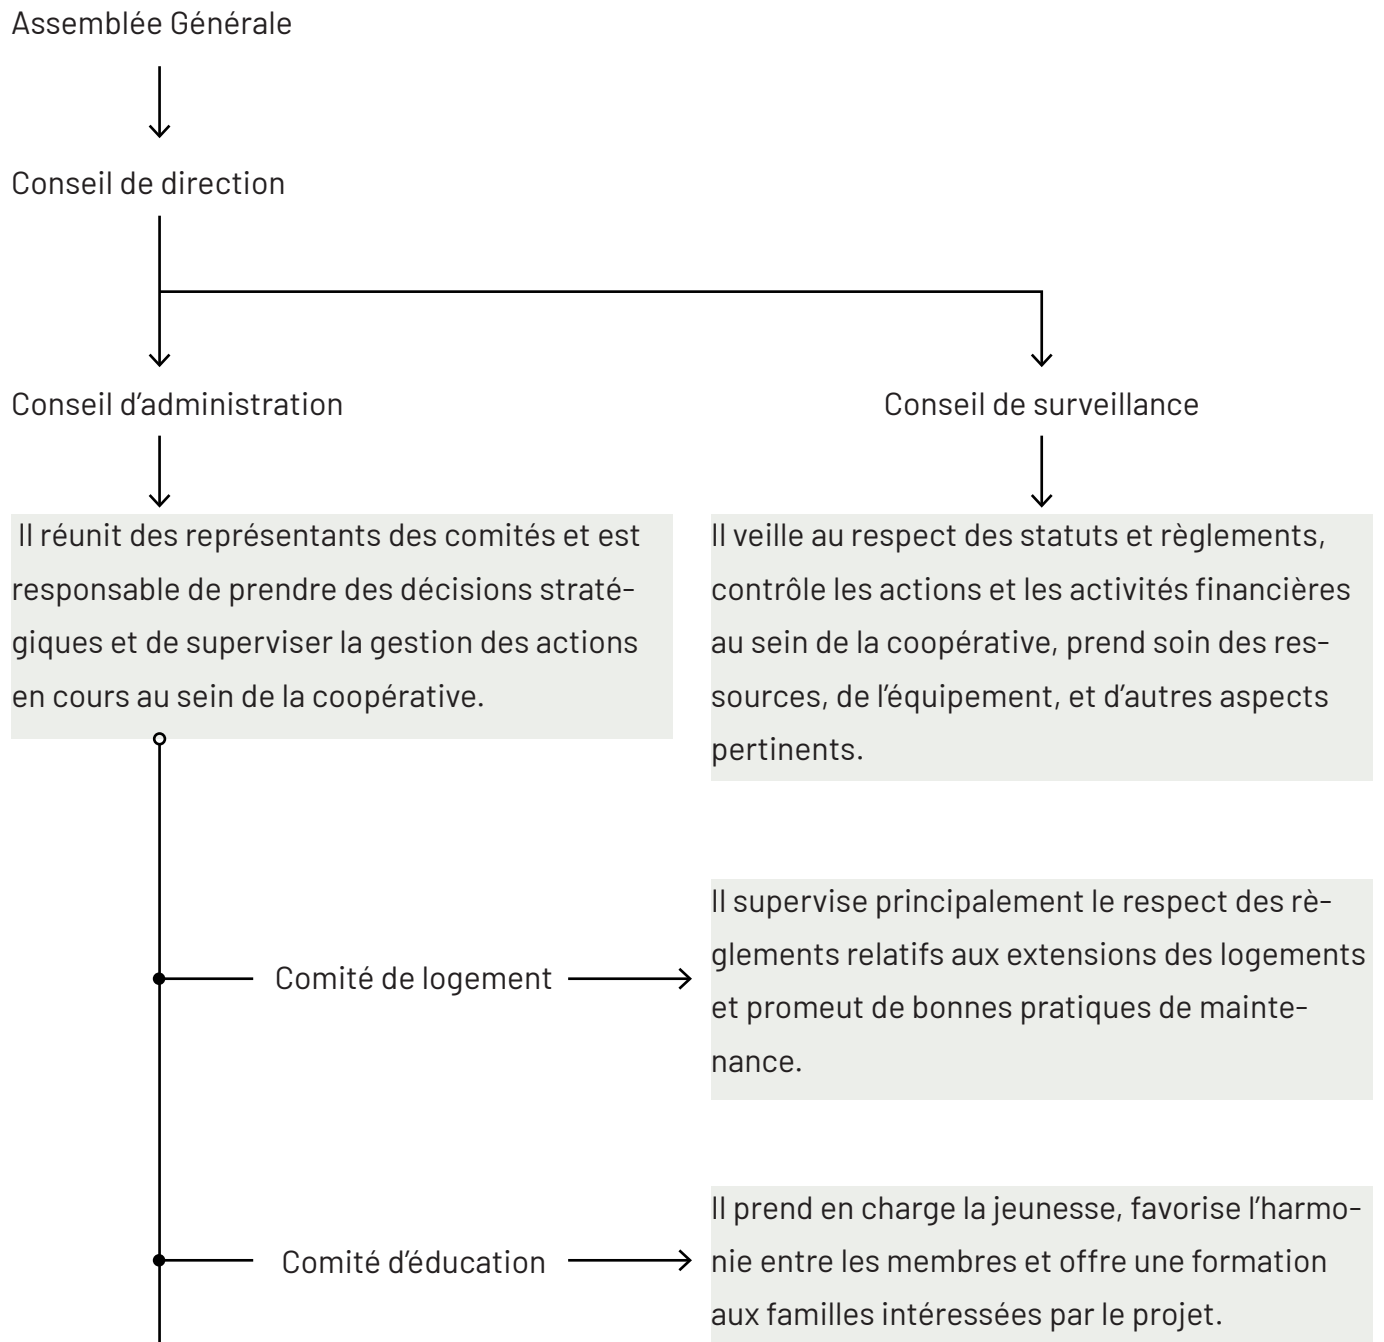 Assemblée Générale
Conseil de direction
Conseil d'administration
Conseil de surveillance
Il réunit des représentants des comités et est
responsable de prendre des décisions straté-
giques et de superviser la gestion des actions
en cours au sein de la coopérative.
Il veille au respect des statuts et règlements,
contrôle les actions et les activités financières
au sein de la coopérative, prend soin des res-
sources, de l'équipement, et d'autres aspects
pertinents.
Comité de logement
Il supervise principalement le respect des rè-
glements relatifs aux extensions des logements
et promeut de bonnes pratiques de mainte-
nance.
Comité d'éducation
Il prend en charge la jeunesse, favorise l'harmo-
nie entre les membres et offre une formation
aux familles intéressées par le projet.